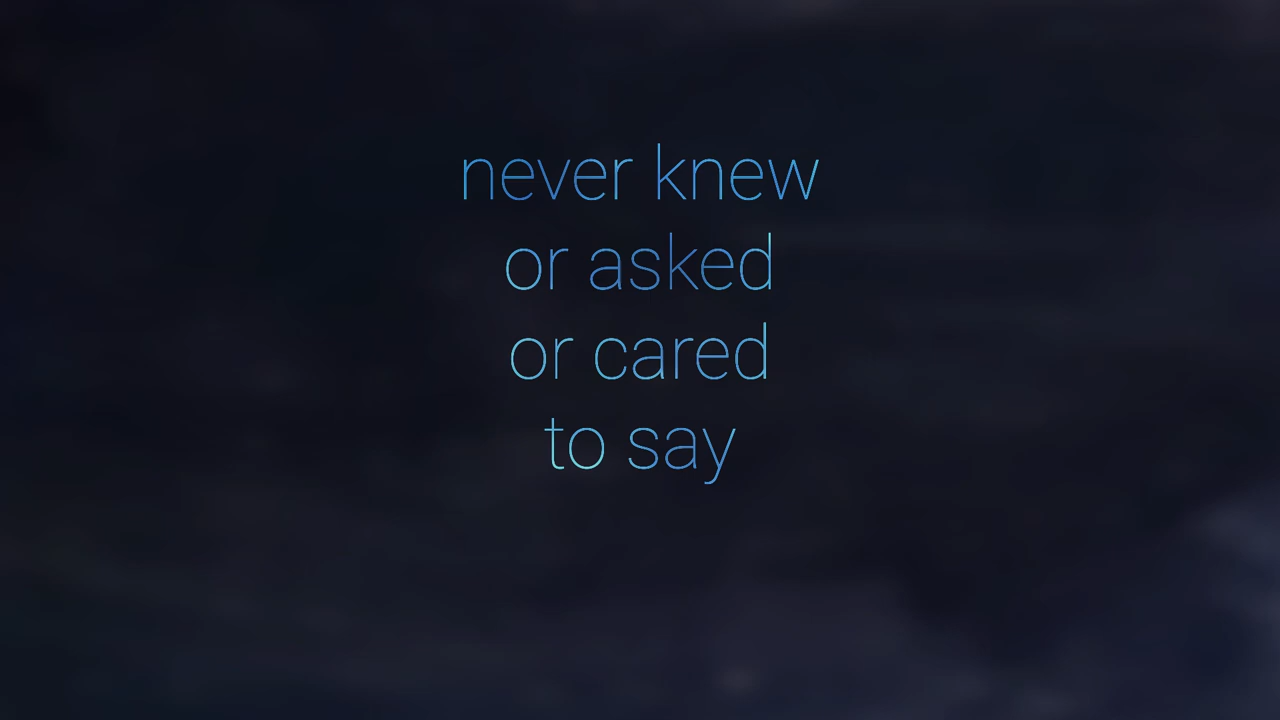 never knew
or asked
or cared
to say